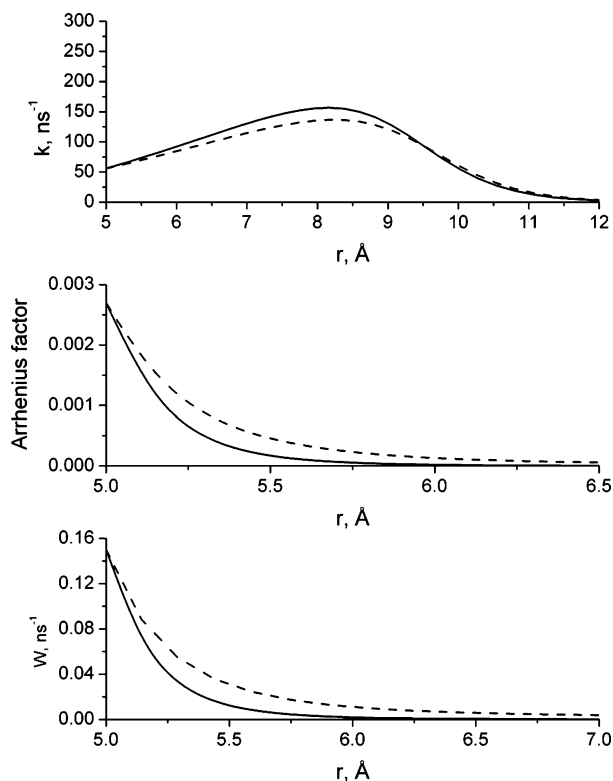 300
250
200
150
100
50
0
k, ns-1
5 6 7 8 9 10 11 12
r, Å
0.003
0.002
0.001
0.000
Arrhenius factor
5.0 5.5 6.0 6.5
r, Å
0.16
0.12
0.08
0.04
0.00
W, ns-1
5.0 5.5 6.0 6.5 7.0
r, Å